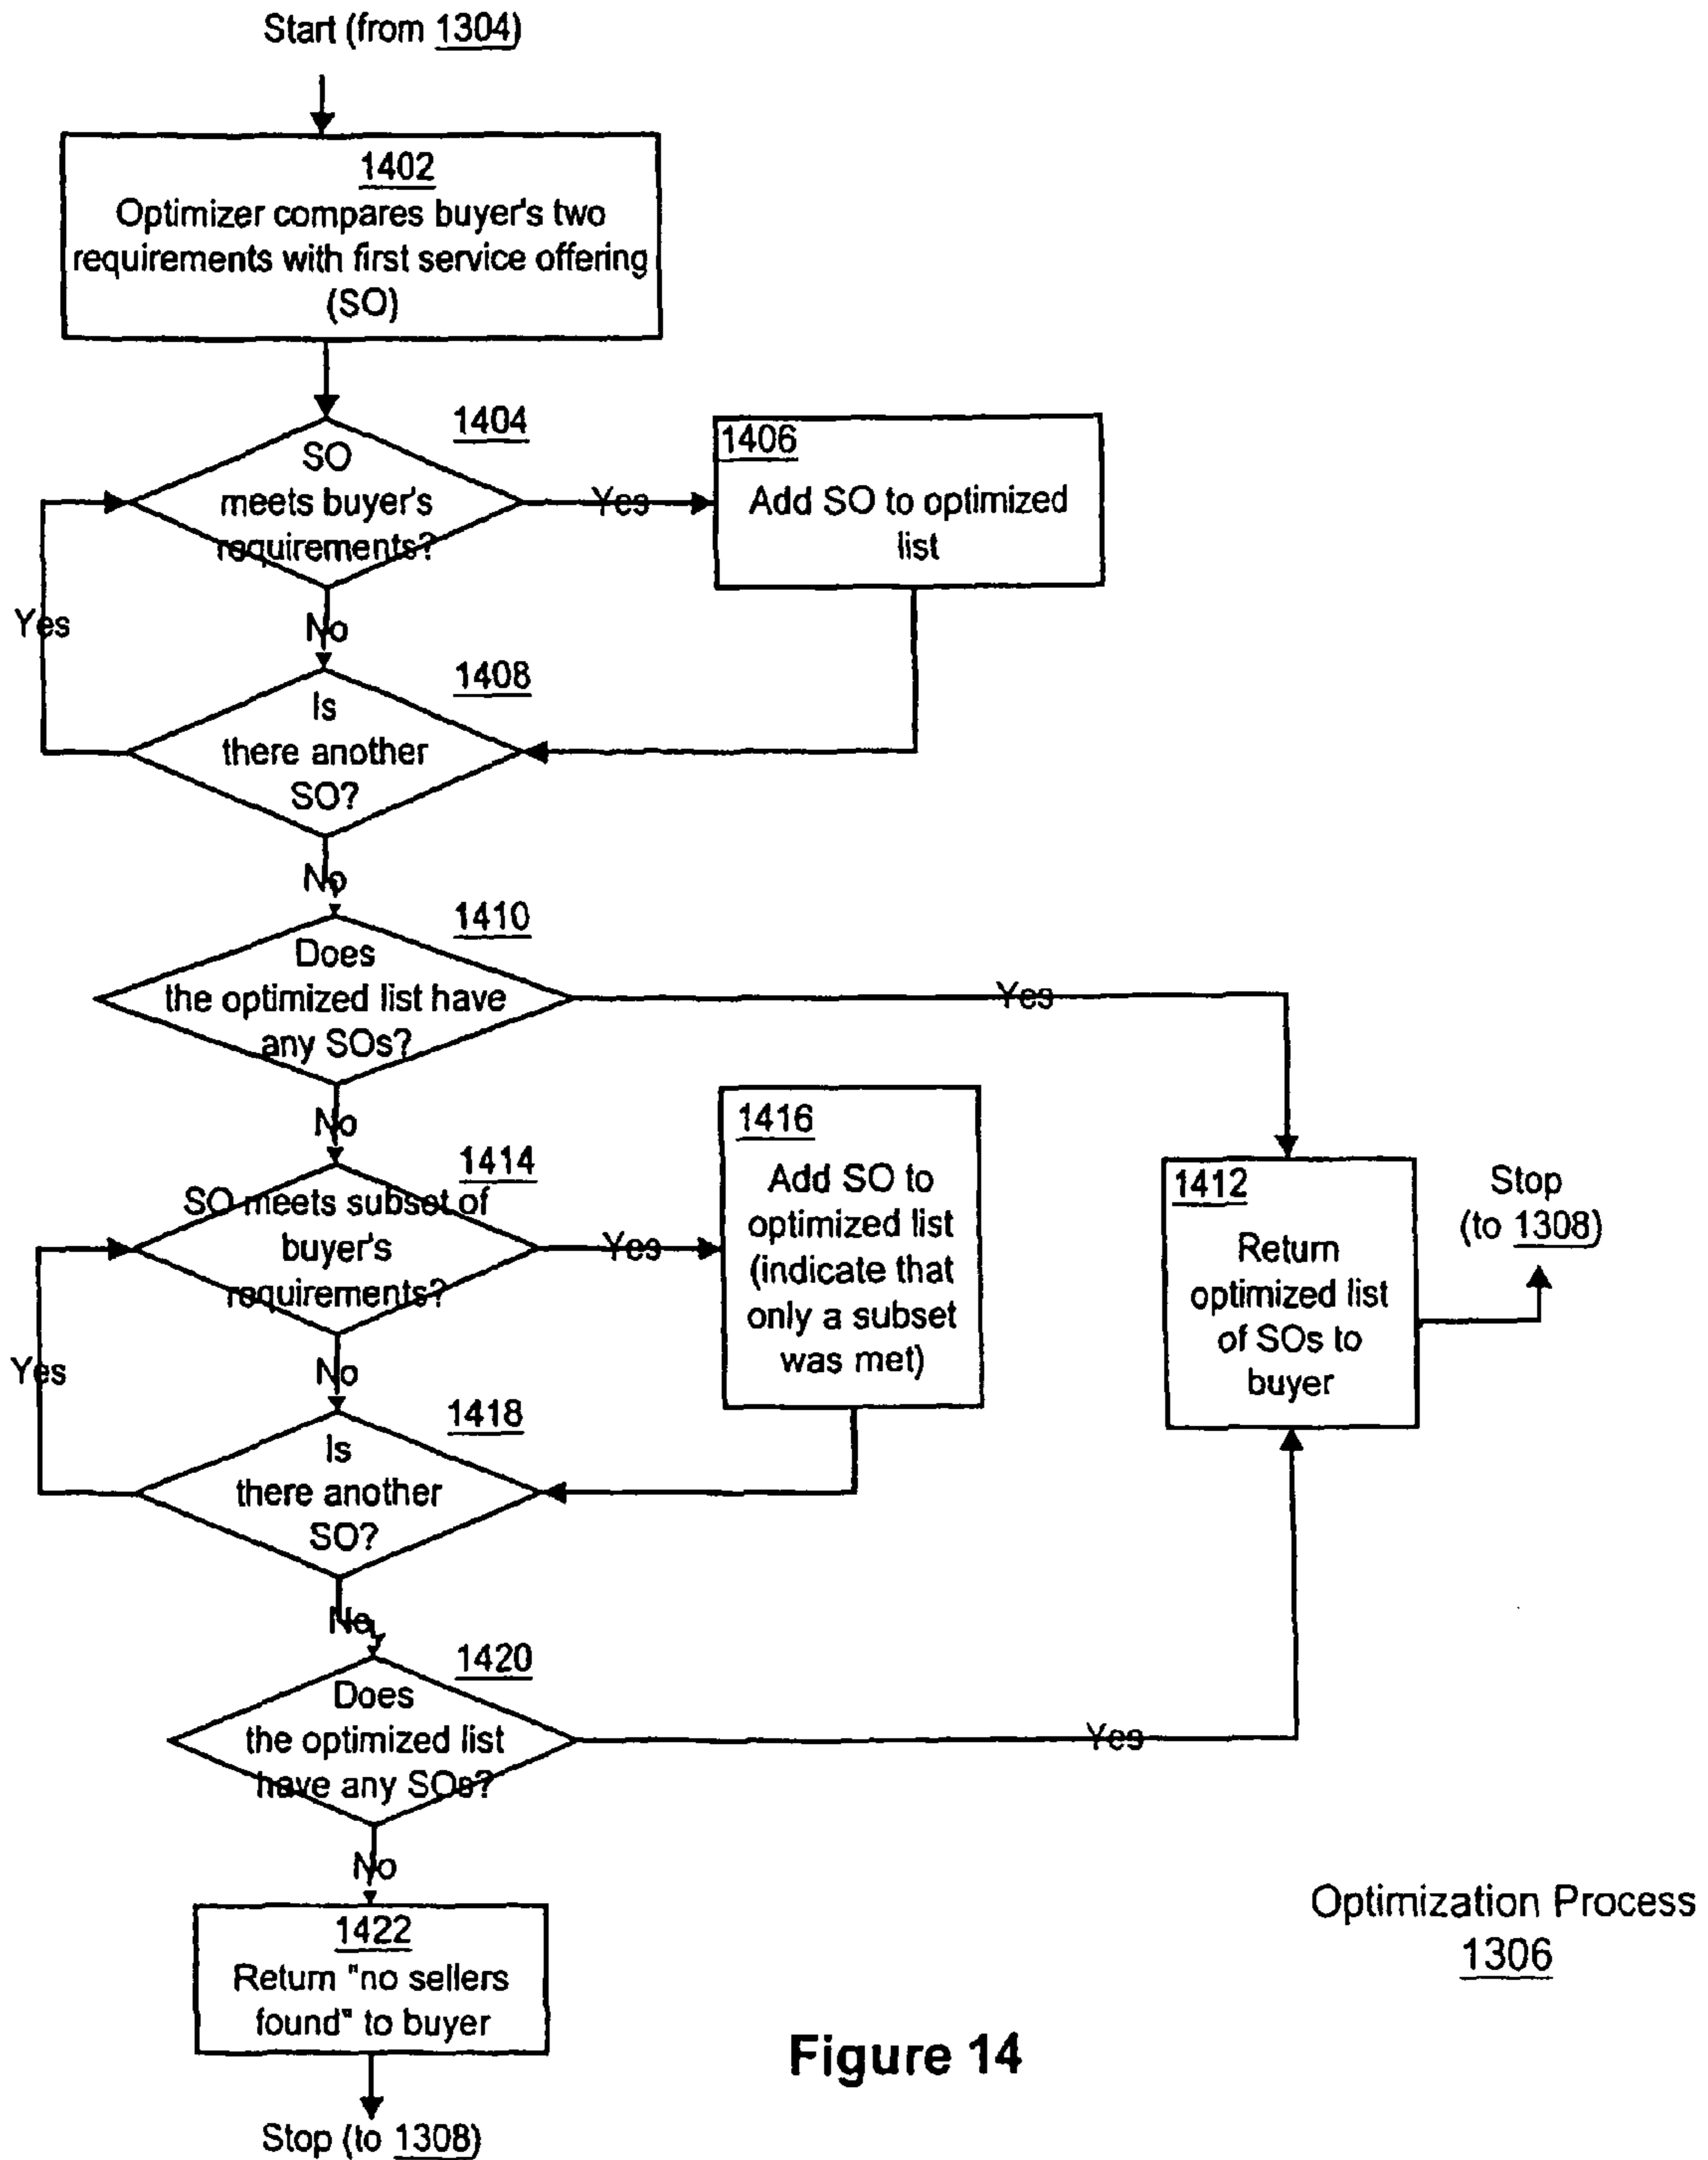 Start (from 1304)
1402
Optimizer compares buyer's two
requirements with first service offering
(SO)
1404
SO
meets buyer's
requirements?
Yes
1406
Add SO to optimized
list
Yes
No
1408
Is
there another
SO?
No
1410
Does
the optimized list have
any SOs?
Yes
No
1414
SO meets subset of
buyer's
requirements?
Yes
1416
Add SO to
optimized list
(indicate that
only a subset
was met)
1412
Return
optimized list
of SOs to
buyer
Stop
(to 1308)
Yes
No
1418
Is
there another
SO?
No
1420
Does
the optimized list
have any SOs?
Yes
No
1422
Return "no sellers
found" to buyer
Stop (to 1308)
Optimization Process
1306
Figure 14